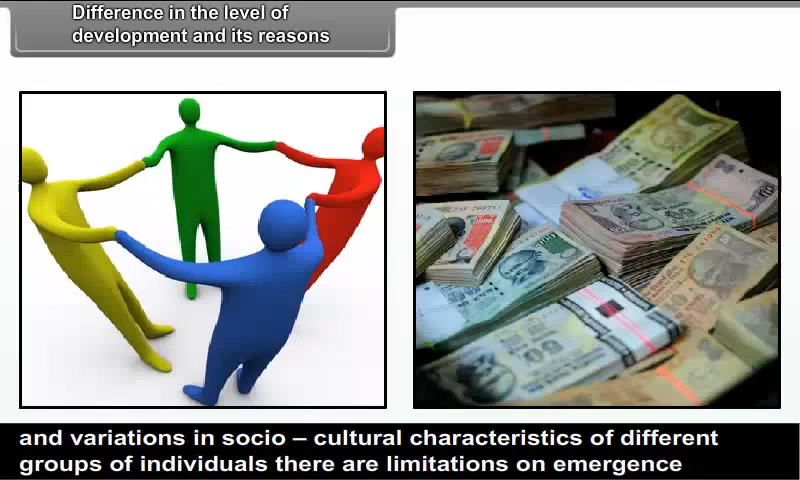 Difference in the level of
development and its reasons
and variations in socio – cultural characteristics of different
groups of individuals there are limitations on emergence